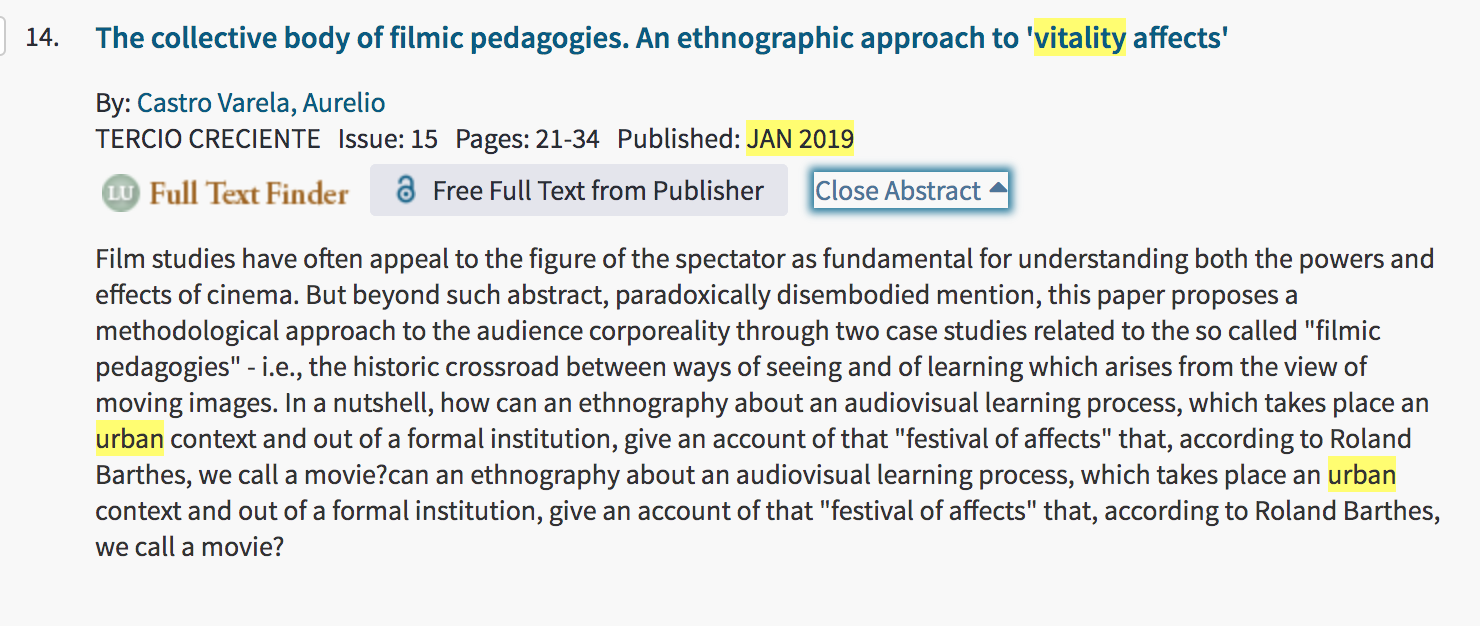 14. The collective body of filmic pedagogies. An ethnographic approach to 'vitality affects'
By: Castro Varela, Aurelio
TERCIO CRECIENTE Issue: 15 Pages: 21-34 Published: JAN 2019
LU Full Text Finder Free Full Text from Publisher Close Abstract
Film studies have often appeal to the figure of the spectator as fundamental for understanding both the powers and
effects of cinema. But beyond such abstract, paradoxically disembodied mention, this paper proposes a
methodological approach to the audience corporeality through two case studies related to the so called "filmic
pedagogies" - i.e., the historic crossroad between ways of seeing and of learning which arises from the view of
moving images. In a nutshell, how can an ethnography about an audiovisual learning process, which takes place an
urban context and out of a formal institution, give an account of that "festival of affects" that, according to Roland
Barthes, we call a movie?can an ethnography about an audiovisual learning process, which takes place an urban
context and out of a formal institution, give an account of that "festival of affects" that, according to Roland Barthes,
we call a movie?